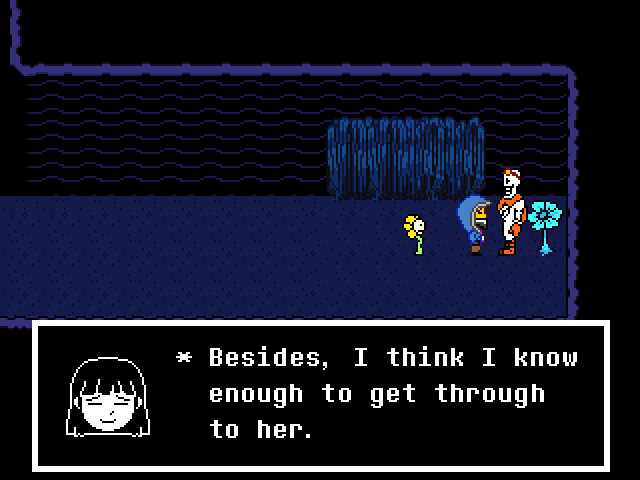 * Besides, I think I know
enough to get through
to her.